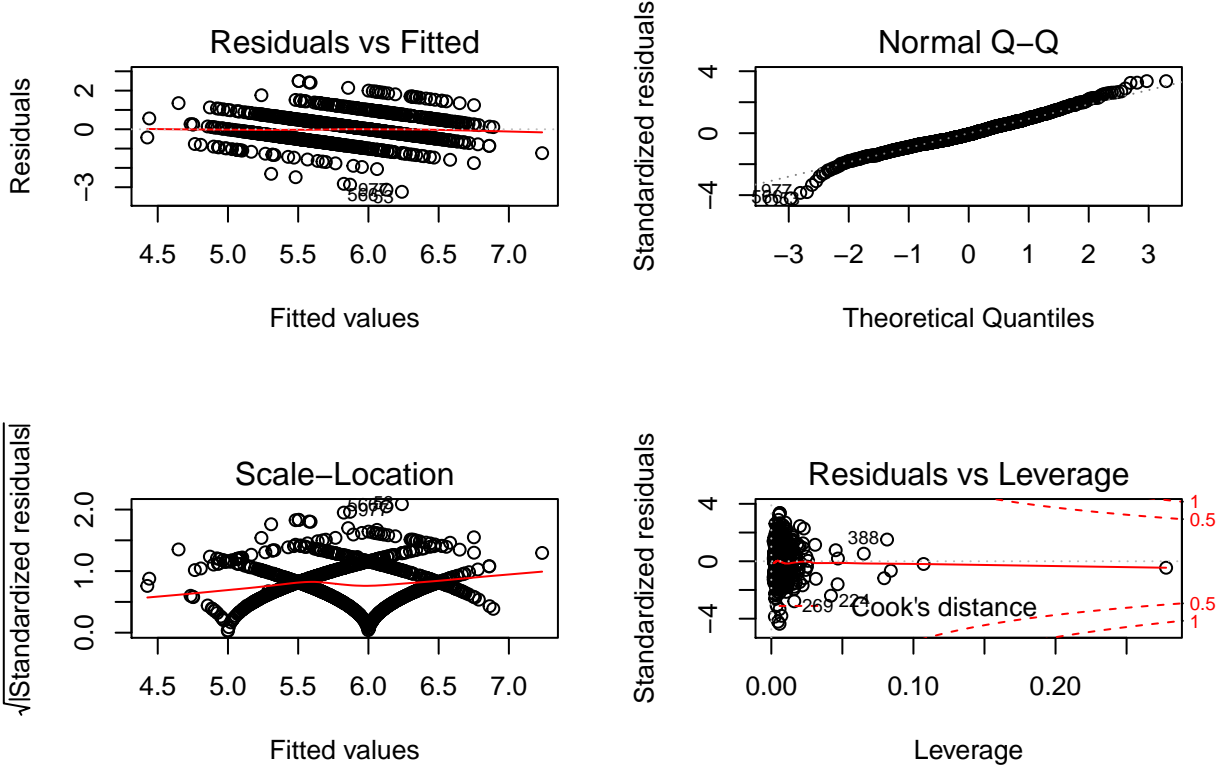 Residuals vs Fitted
Residuals
2
0
−3
4.5 5.0 5.5 6.0 6.5 7.0
Fitted values
Normal Q−Q
Standardized residuals
4
0
−4
977
−3 −2 −1 0 1 2 3
Theoretical Quantiles
Scale−Location
√|Standardized residuals|
2.0
1.0
0.0
977
4.5 5.0 5.5 6.0 6.5 7.0
Fitted values
Residuals vs Leverage
Standardized residuals
4
0
−4
1
0.5
0.5
1
388
269
224
Cook's distance
0.00 0.10 0.20
Leverage